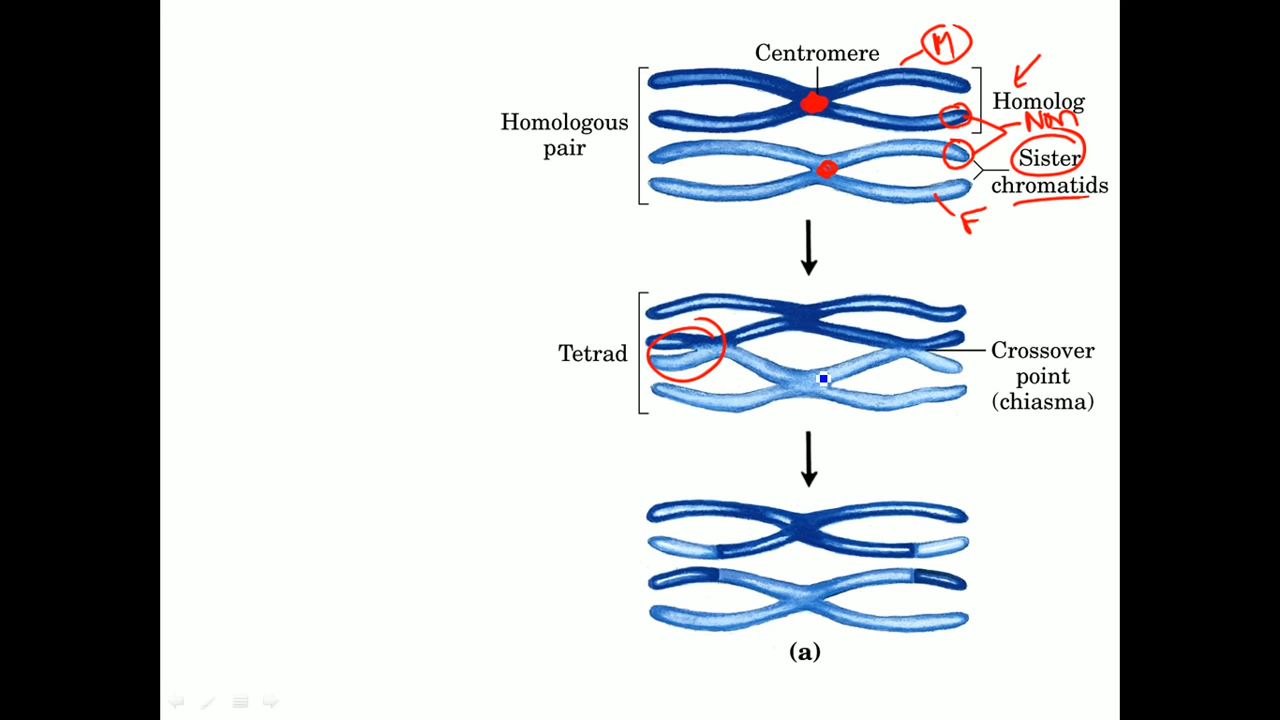 M
Centromere
Homolog
Non
Homologous
pair
Sister
chromatids
F
Tetrad
Crossover
point
(chiasma)
(a)